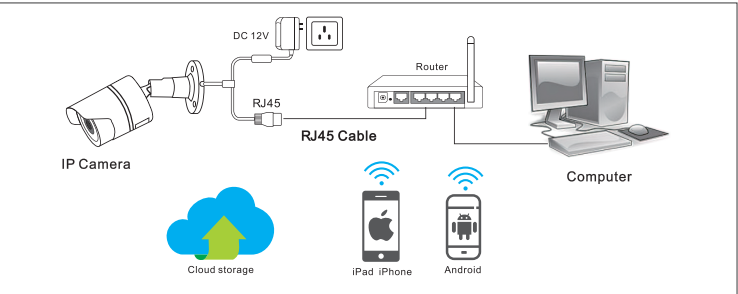 DC 12V
Router
RJ45
RJ45 Cable
IP Camera
Computer
Cloud storage
iPad iPhone
Android